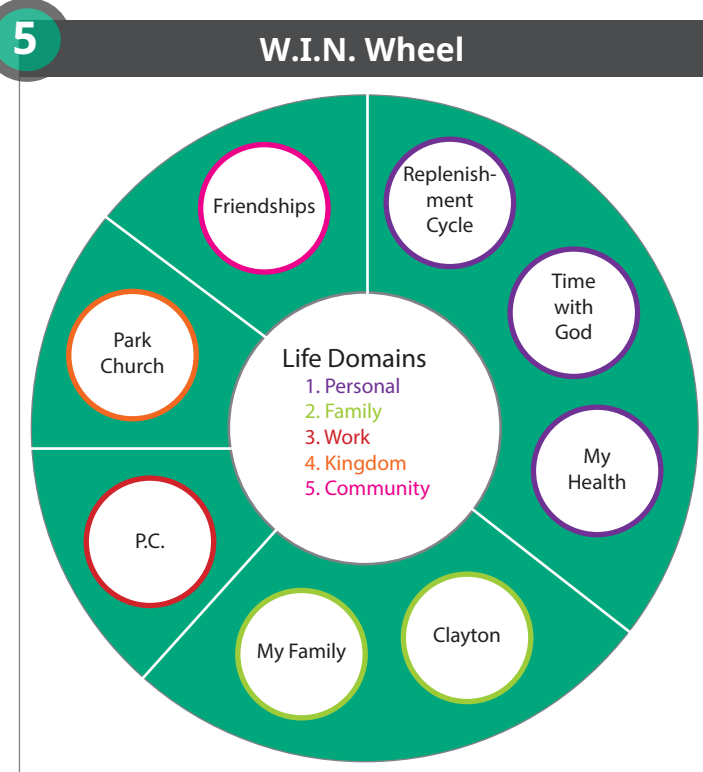 5
W.I.N. Wheel
Friendships
Replenish-
ment
Cycle
Time
with
God
Park
Church
Life Domains
1. Personal
2. Family
3. Work
4. Kingdom
5. Community
My
Health
P.C.
My Family
Clayton